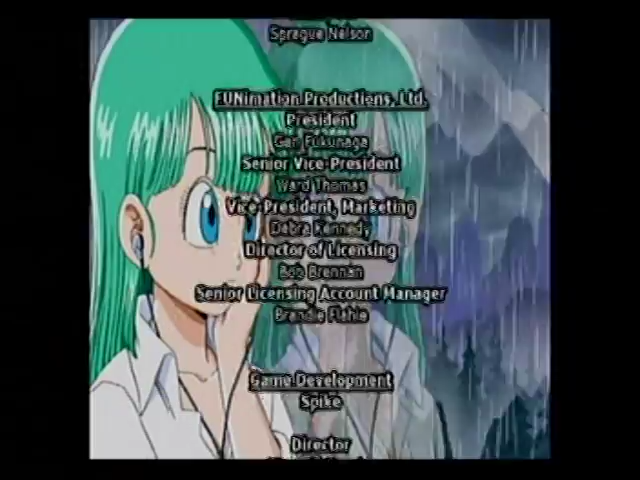 Sprague Nelson
FUNimation Productions, Ltd.
President
Gen Fukunaga
Senior Vice-President
Ward Thomas
Vice-President, Marketing
Debra Kennedy
Director of Licensing
Bob Brennan
Senior Licensing Account Manager
Brandie
Game Development
Spike
Director